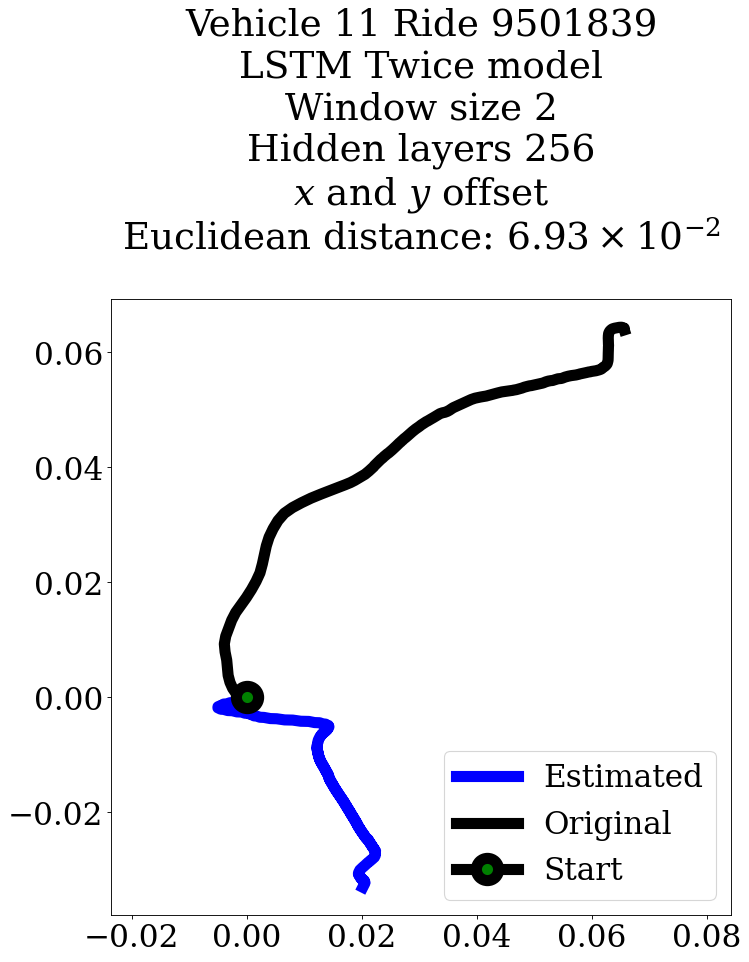 Vehicle 11 Ride 9501839
LSTM Twice model
Window size 2
Hidden layers 256
x and y offset
Euclidean distance: 6.93 × 10⁻²
0.06
0.04
0.02
0.00
−0.02
Estimated
Original
Start
−0.02 0.00 0.02 0.04 0.06 0.08